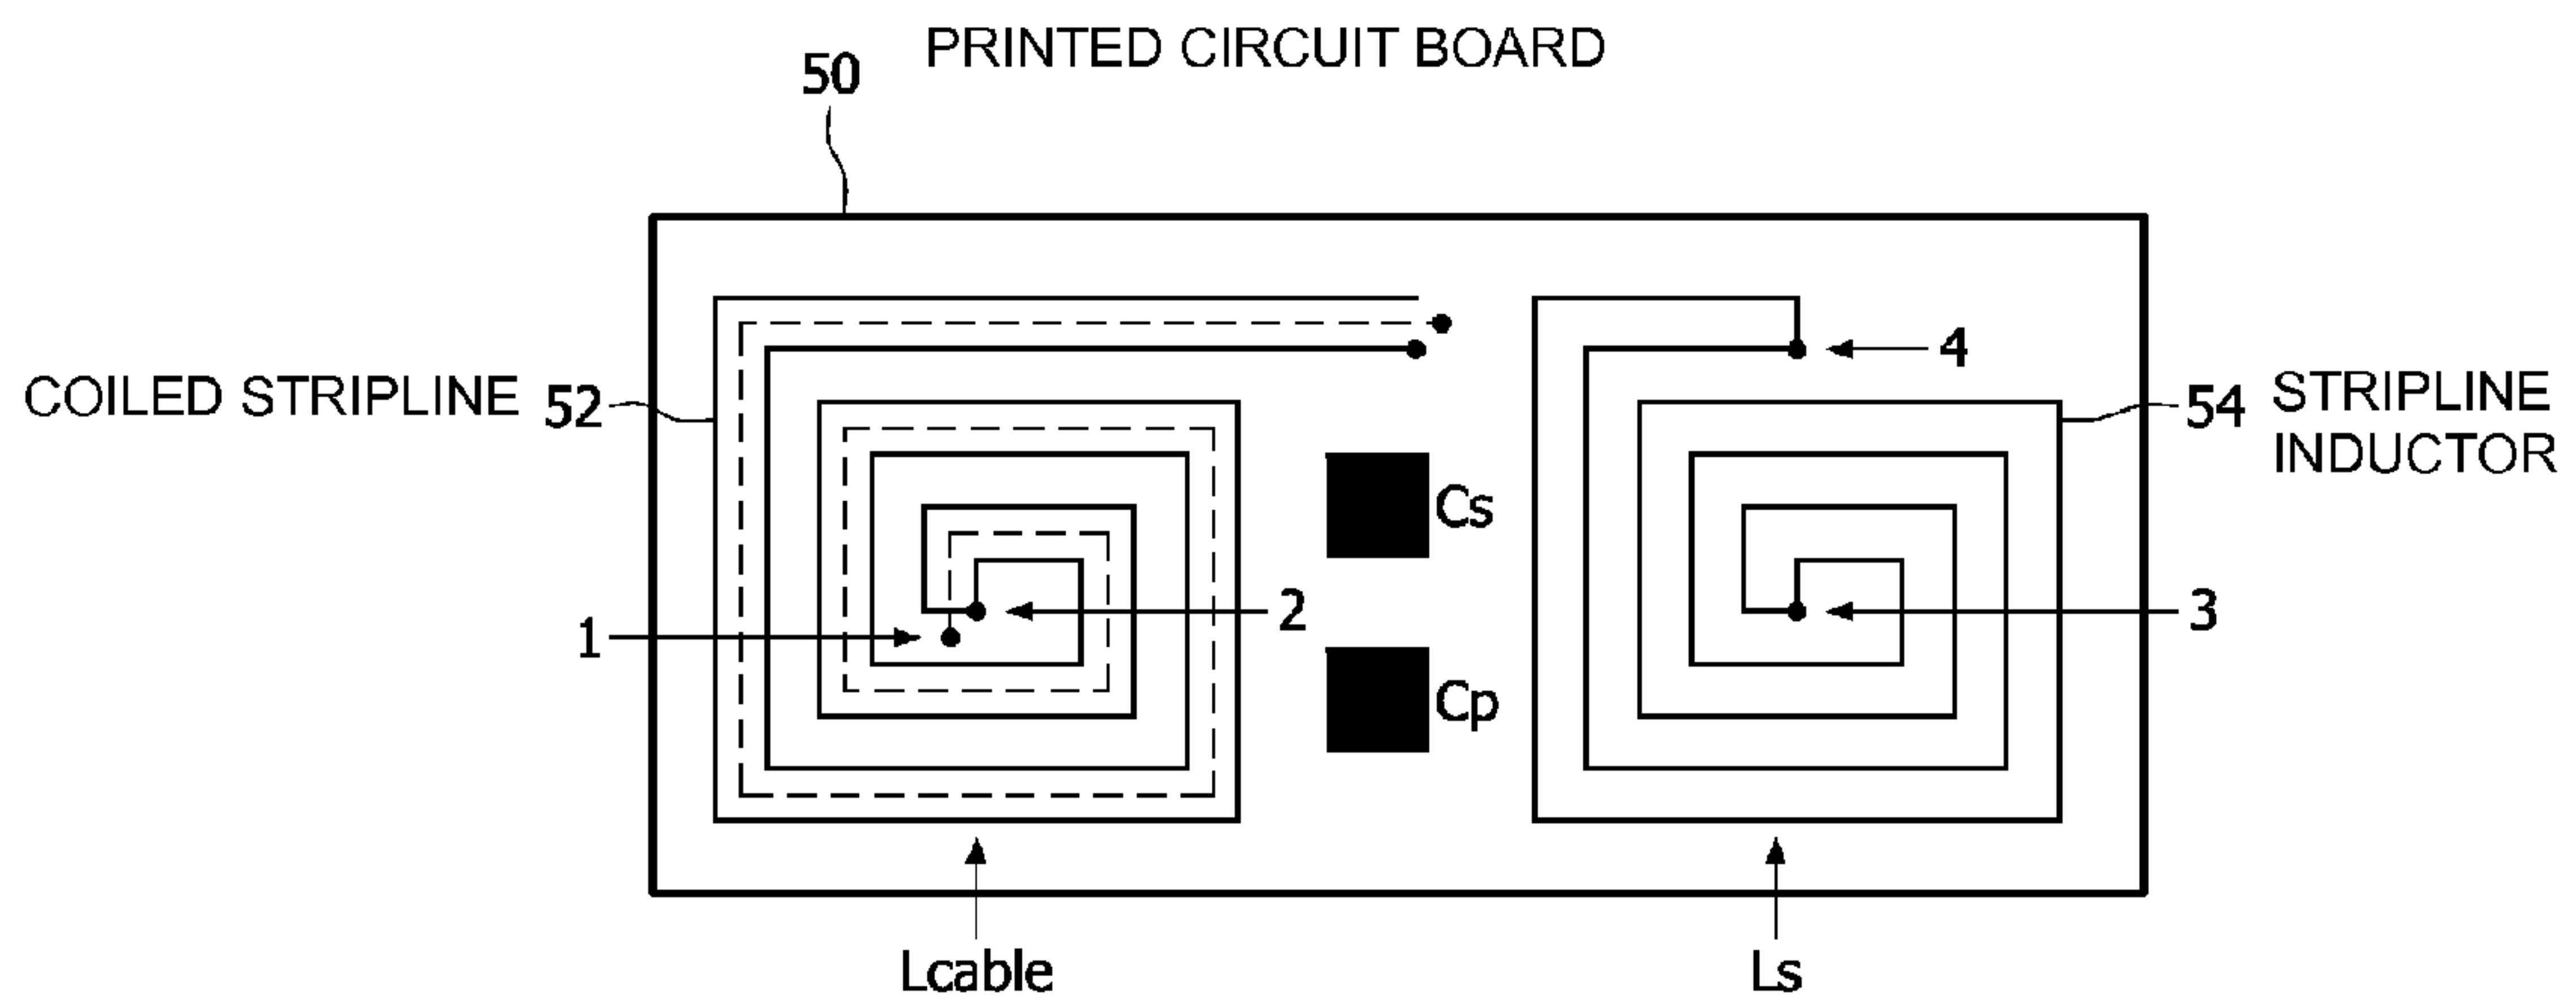 PRINTED CIRCUIT BOARD
50
4
COILED STRIPLINE 52
54 STRIPLINE
INDUCTOR
Cs
1
2
3
Cp
Lcable
Ls